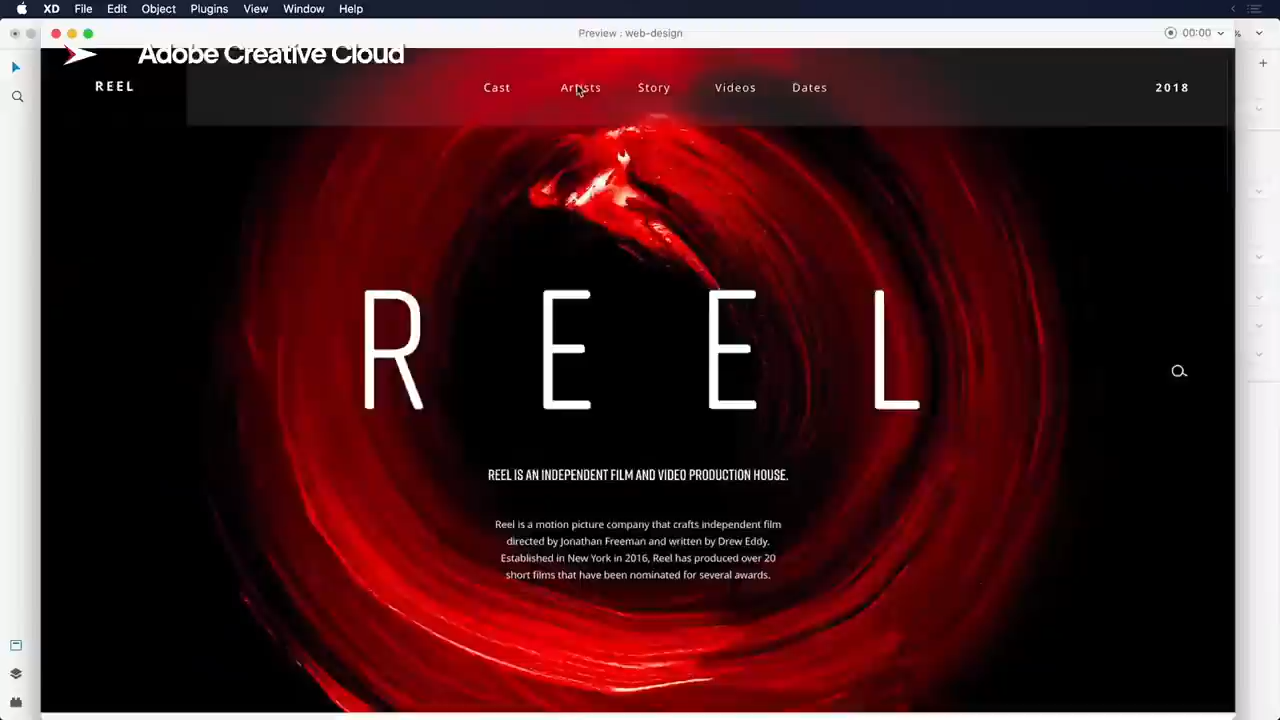 XD File Edit Object Plugins View Window Help
Preview : web-design
00:00
%
Adobe Creative Cloud
REEL
Cast Artists Story Videos Dates
2018
REEL
REEL IS AN INDEPENDENT FILM AND VIDEO PRODUCTION HOUSE.
Reel is a motion picture company that crafts independent film
directed by Jonathan Freeman and written by Drew Eddy.
Established in New York in 2016, Reel has produced over 20
short films that have been nominated for several awards.